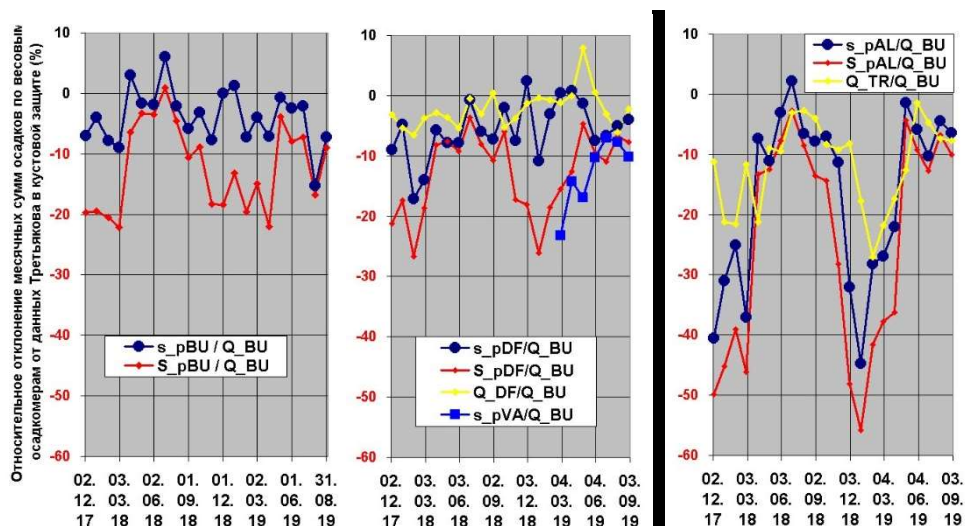 Относительное отклонение месячных сумм осадков по весовым
осадкомерам от данных Третьякова в кустовой защите (%)
10
0
-10
-20
-30
-40
-50
-60
s_pBU / Q_BU
S_pBU / Q_BU
02. 03. 02. 01. 01. 02. 01. 31.
12. 03. 06. 09. 12. 03. 06. 08.
17 18 18 18 18 19 19 19
10
0
-10
-20
-30
-40
-50
-60
s_pDF/Q_BU
S_pDF/Q_BU
Q_DF/Q_BU
s_pVA/Q_BU
02. 03. 03. 02. 03. 04. 04. 03.
12. 03. 06. 09. 12. 03. 06. 09.
17 18 18 18 18 19 19 19
10
0
-10
-20
-30
-40
-50
-60
s_pAL/Q_BU
S_pAL/Q_BU
Q_TR/Q_BU
02. 03. 03. 02. 03. 04. 04. 03.
12. 03. 06. 09. 12. 03. 06. 09.
17 18 18 18 18 19 19 19